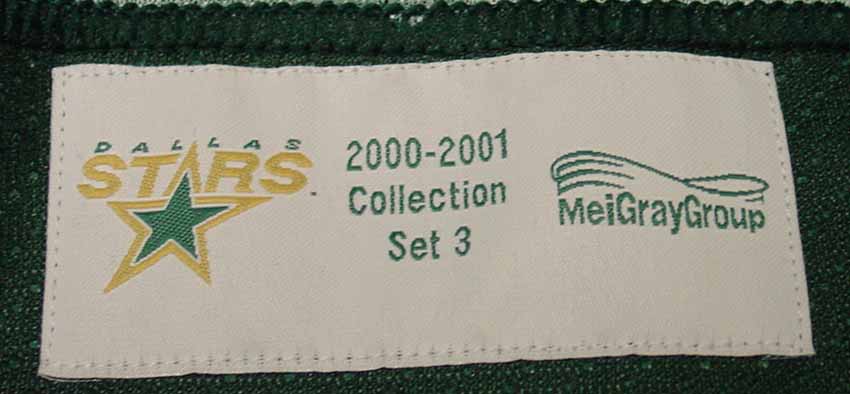 DALLAS
STARS
2000-2001
Collection
Set 3
MeiGrayGroup